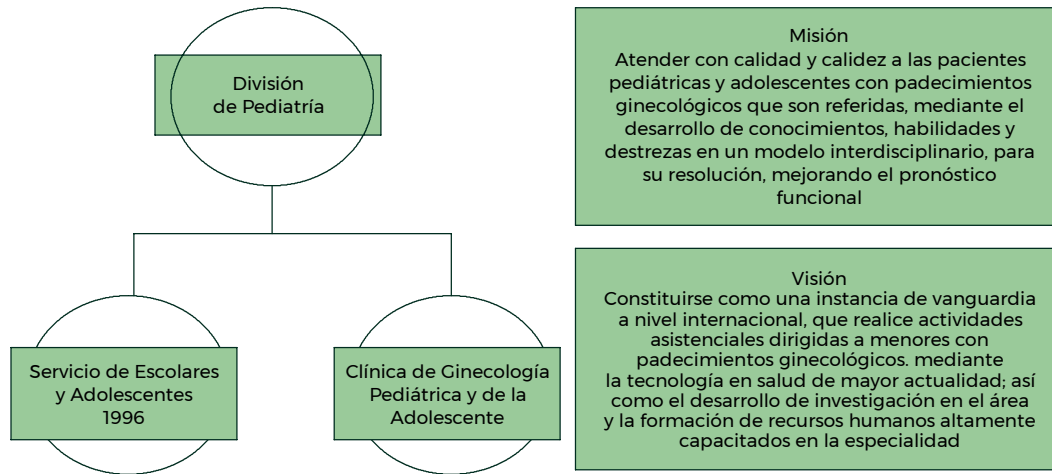 División
de Pediatría
Servicio de Escolares
y Adolescentes
1996
Clínica de Ginecología
Pediátrica y de la
Adolescente
Misión
Atender con calidad y calidez a las pacientes
pediátricas y adolescentes con padecimientos
ginecológicos que son referidas, mediante el
desarrollo de conocimientos, habilidades y
destrezas en un modelo interdisciplinario, para
su resolución, mejorando el pronóstico
funcional
Visión
Constituirse como una instancia de vanguardia
a nivel internacional, que realice actividades
asistenciales dirigidas a menores con
padecimientos ginecológicos. mediante
la tecnología en salud de mayor actualidad; así
como el desarrollo de investigación en el área
y la formación de recursos humanos altamente
capacitados en la especialidad